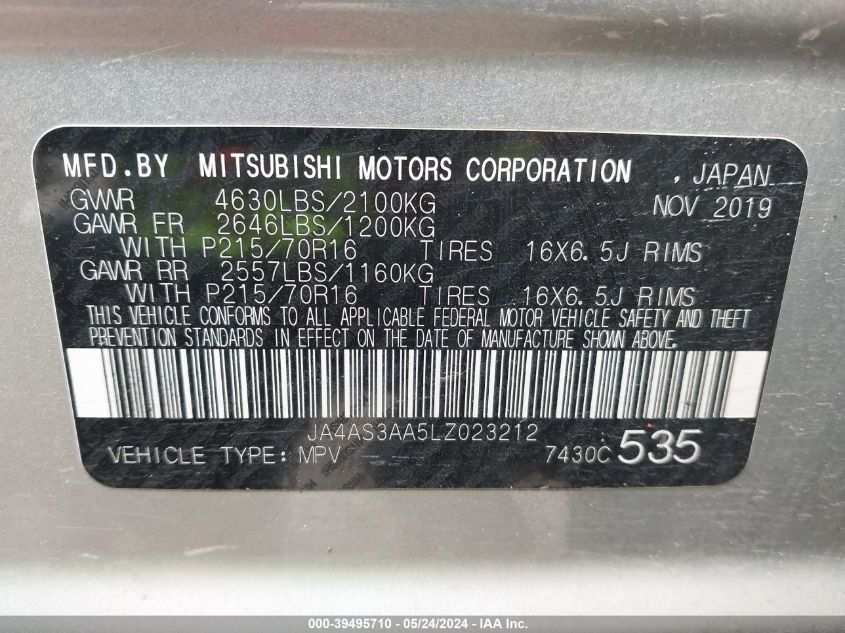 MFD.BY MITSUBISHI MOTORS CORPORATION , JAPAN
GVWR 4630LBS/2100KG NOV 2019
GAWR FR 2646LBS/1200KG
WITH P215/70R16 TIRES 16X6.5J RIMS
GAWR RR 2557LBS/1160KG
WITH P215/70R16 TIRES 16X6.5J RIMS
THIS VEHICLE CONFORMS TO ALL APPLICABLE FEDERAL MOTOR VEHICLE SAFETY AND THEFT
PREVENTION STANDARDS IN EFFECT ON THE DATE OF MANUFACTURE SHOWN ABOVE.
JA4AS3AA5LZ023212
VEHICLE TYPE: MPV 7430C 535
000-39495710 - 05/24/2024 - IAA Inc.